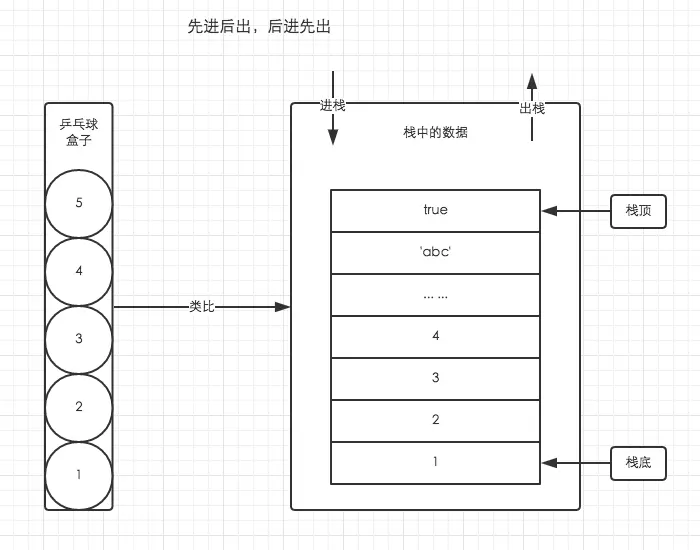 先进后出，后进先出
乒乓球
盒子
5
4
3
2
1
类比
进栈
出栈
栈中的数据
true
'abc'
... ...
4
3
2
1
栈顶
栈底